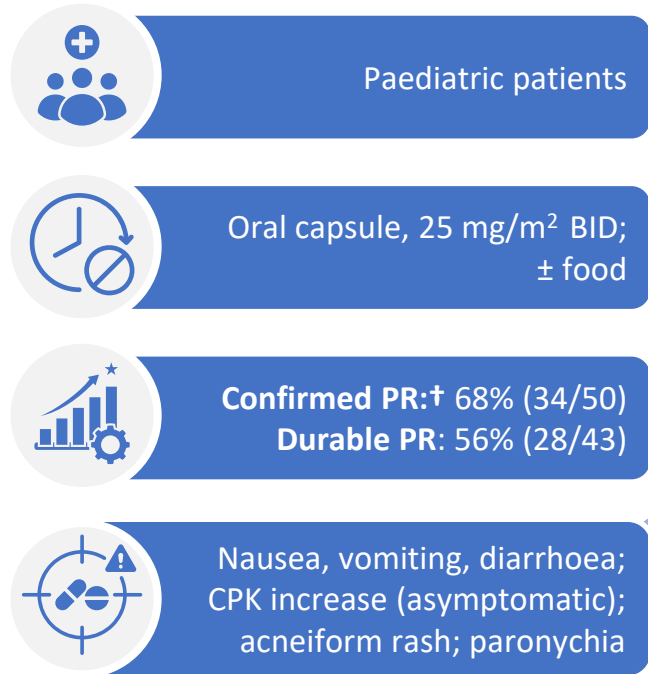 Paediatric patients
Oral capsule, 25 mg/m² BID;
± food
Confirmed PR:† 68% (34/50)
Durable PR: 56% (28/43)
Nausea, vomiting, diarrhoea;
CPK increase (asymptomatic);
acneiform rash; paronychia